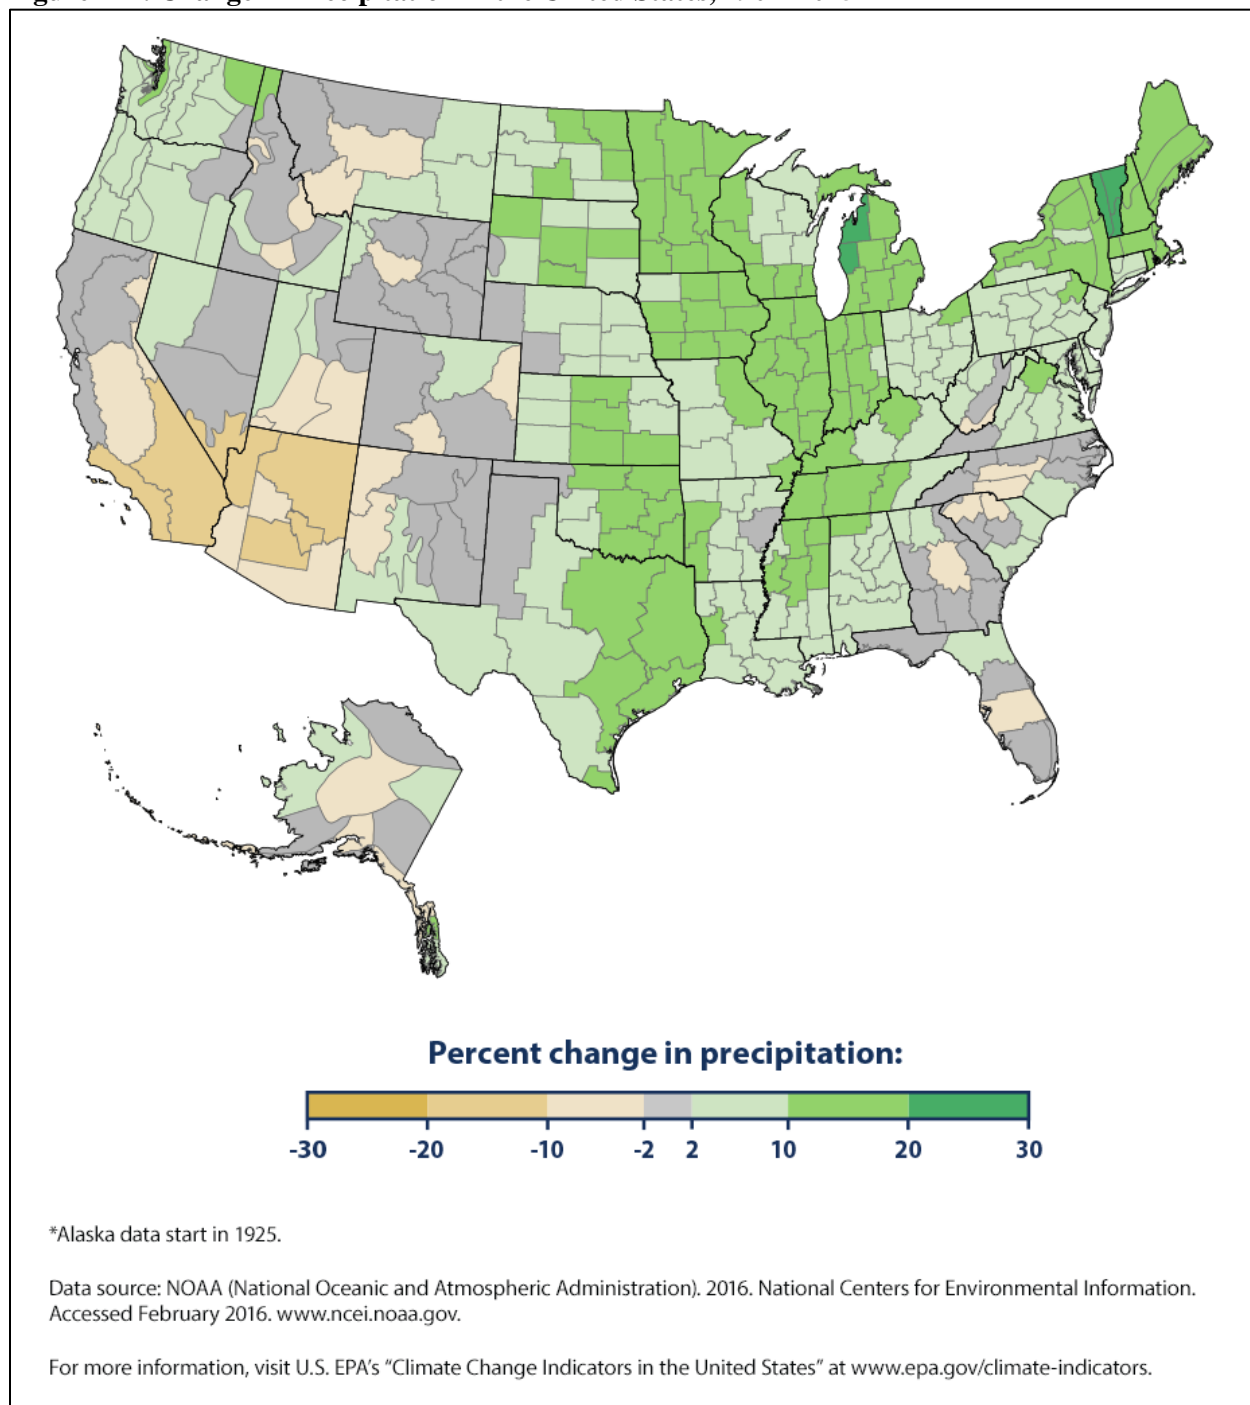 Percent change in precipitation:
-30 -20 -10 -2 2 10 20 30
*Alaska data start in 1925.
Data source: NOAA (National Oceanic and Atmospheric Administration). 2016. National Centers for Environmental Information.
Accessed February 2016. www.ncei.noaa.gov.
For more information, visit U.S. EPA’s “Climate Change Indicators in the United States” at www.epa.gov/climate-indicators.